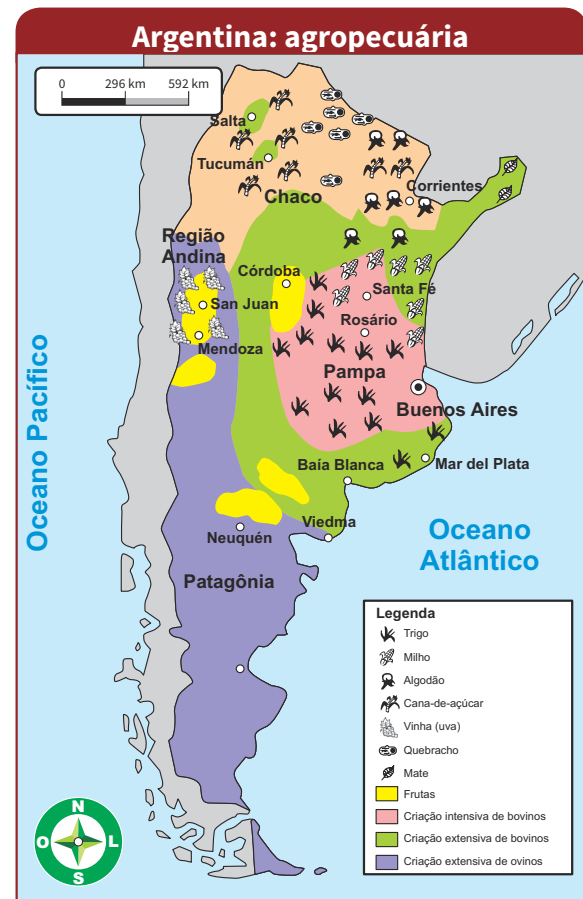 Argentina: agropecuária
0 296 km 592 km
Salta
Tucumán
Chaco
Corrientes
Região
Andina
Córdoba
San Juan
Santa Fé
Rosário
Mendoza
Pampa
Buenos Aires
Oceano Pacífico
Baía Blanca
Mar del Plata
Neuquén
Viedma
Oceano
Atlântico
Patagônia
Legenda
Trigo
Milho
Algodão
Cana-de-açúcar
Vinha (uva)
Quebracho
Mate
Frutas
Criação intensiva de bovinos
Criação extensiva de bovinos
Criação extensiva de ovinos
N
O L
S